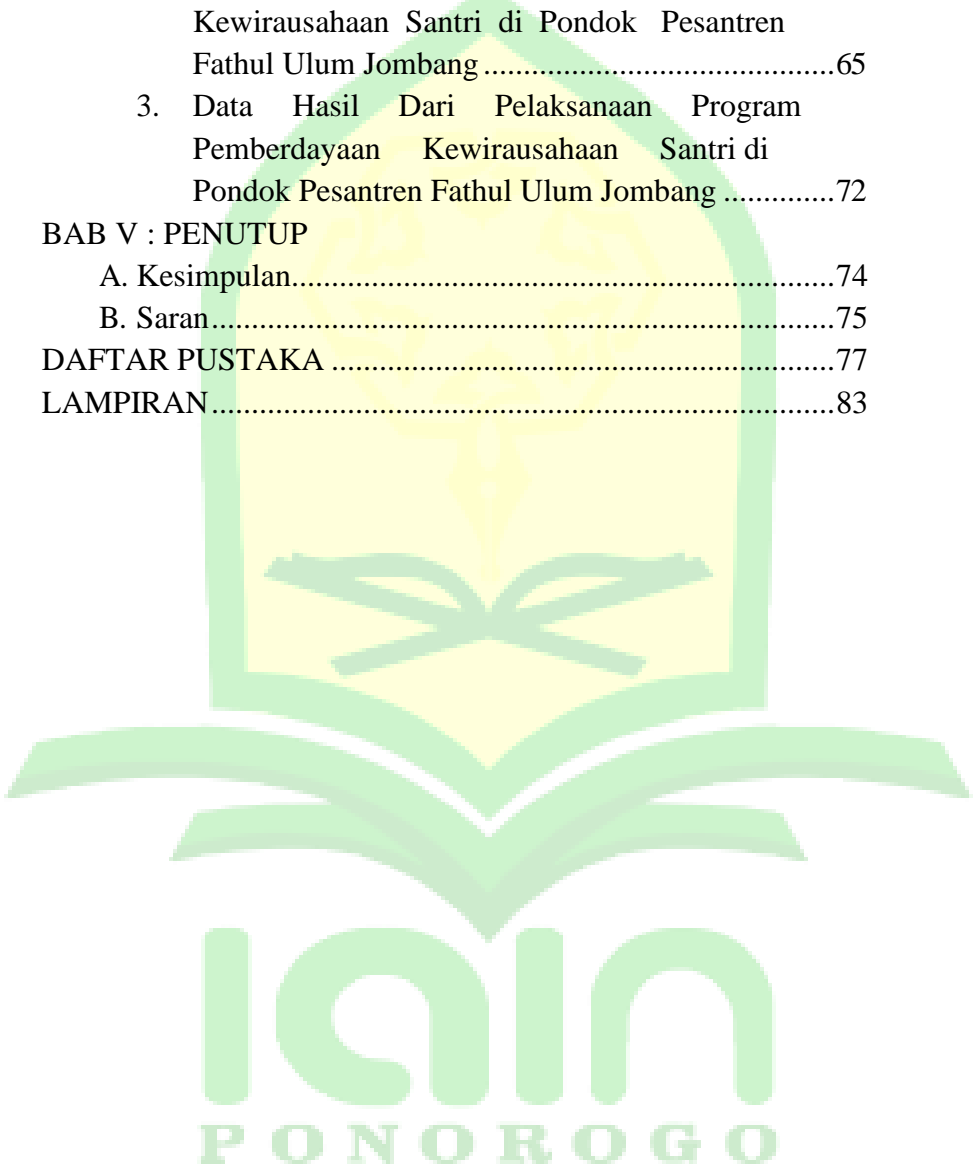 Kewirausahaan Santri di Pondok Pesantren
Fathul Ulum Jombang............................................65
3. Data Hasil Dari Pelaksanaan Program
Pemberdayaan Kewirausahaan Santri di
Pondok Pesantren Fathul Ulum Jombang ..............72
BAB V : PENUTUP
A. Kesimpulan....................................................................74
B. Saran..............................................................................75
DAFTAR PUSTAKA ...............................................................77
LAMPIRAN..............................................................................83
iain
PONOROGO